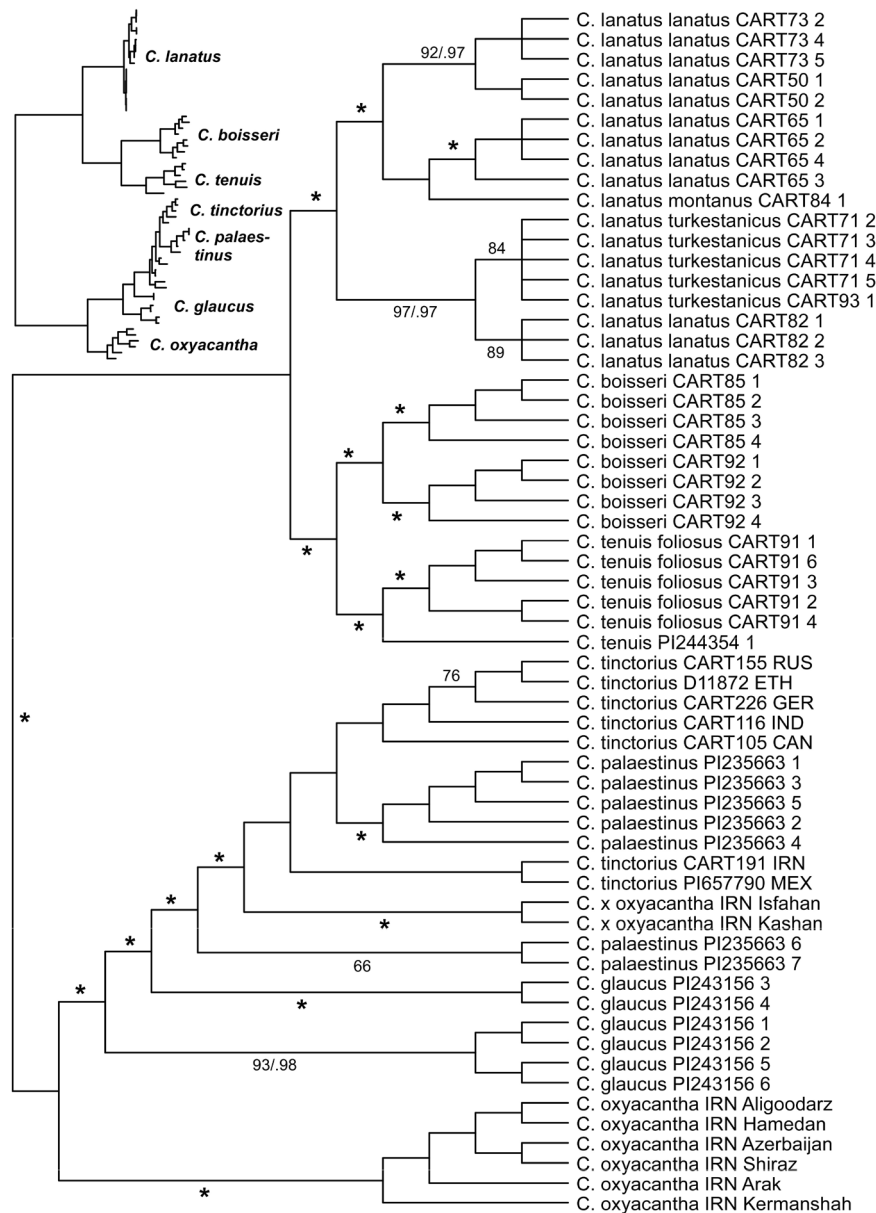 C. lanatus
C. boisseri
C. tenuis
C. tinctorius
C. palaes-
tinus
C. glaucus
C. oxyacantha
C. lanatus lanatus CART73 2
92/.97
C. lanatus lanatus CART73 4
C. lanatus lanatus CART73 5
C. lanatus lanatus CART50 1
C. lanatus lanatus CART50 2
*
C. lanatus lanatus CART65 1
*
C. lanatus lanatus CART65 2
C. lanatus lanatus CART65 4
C. lanatus lanatus CART65 3
*
C. lanatus montanus CART84 1
C. lanatus turkestanicus CART71 2
84
C. lanatus turkestanicus CART71 3
C. lanatus turkestanicus CART71 4
C. lanatus turkestanicus CART71 5
C. lanatus turkestanicus CART93 1
97/.97
C. lanatus lanatus CART82 1
C. lanatus lanatus CART82 2
89
C. lanatus lanatus CART82 3
C. boisseri CART85 1
C. boisseri CART85 2
*
C. boisseri CART85 3
C. boisseri CART85 4
*
C. boisseri CART92 1
C. boisseri CART92 2
C. boisseri CART92 3
*
C. boisseri CART92 4
C. tenuis foliosus CART91 1
*
C. tenuis foliosus CART91 6
*
C. tenuis foliosus CART91 3
C. tenuis foliosus CART91 2
C. tenuis foliosus CART91 4
*
C. tenuis PI244354 1
C. tinctorius CART155 RUS
76
C. tinctorius D11872 ETH
C. tinctorius CART226 GER
C. tinctorius CART116 IND
*
C. tinctorius CART105 CAN
C. palaestinus PI235663 1
C. palaestinus PI235663 3
C. palaestinus PI235663 5
C. palaestinus PI235663 2
*
C. palaestinus PI235663 4
*
C. tinctorius CART191 IRN
C. tinctorius PI657790 MEX
*
C. x oxyacantha IRN Isfahan
C. x oxyacantha IRN Kashan
*
*
C. palaestinus PI235663 6
C. palaestinus PI235663 7
66
C. glaucus PI243156 3
*
C. glaucus PI243156 4
*
C. glaucus PI243156 1
C. glaucus PI243156 2
C. glaucus PI243156 5
93/.98
C. glaucus PI243156 6
C. oxyacantha IRN Aligoodarz
C. oxyacantha IRN Hamedan
C. oxyacantha IRN Azerbaijan
C. oxyacantha IRN Shiraz
C. oxyacantha IRN Arak
*
C. oxyacantha IRN Kermanshah